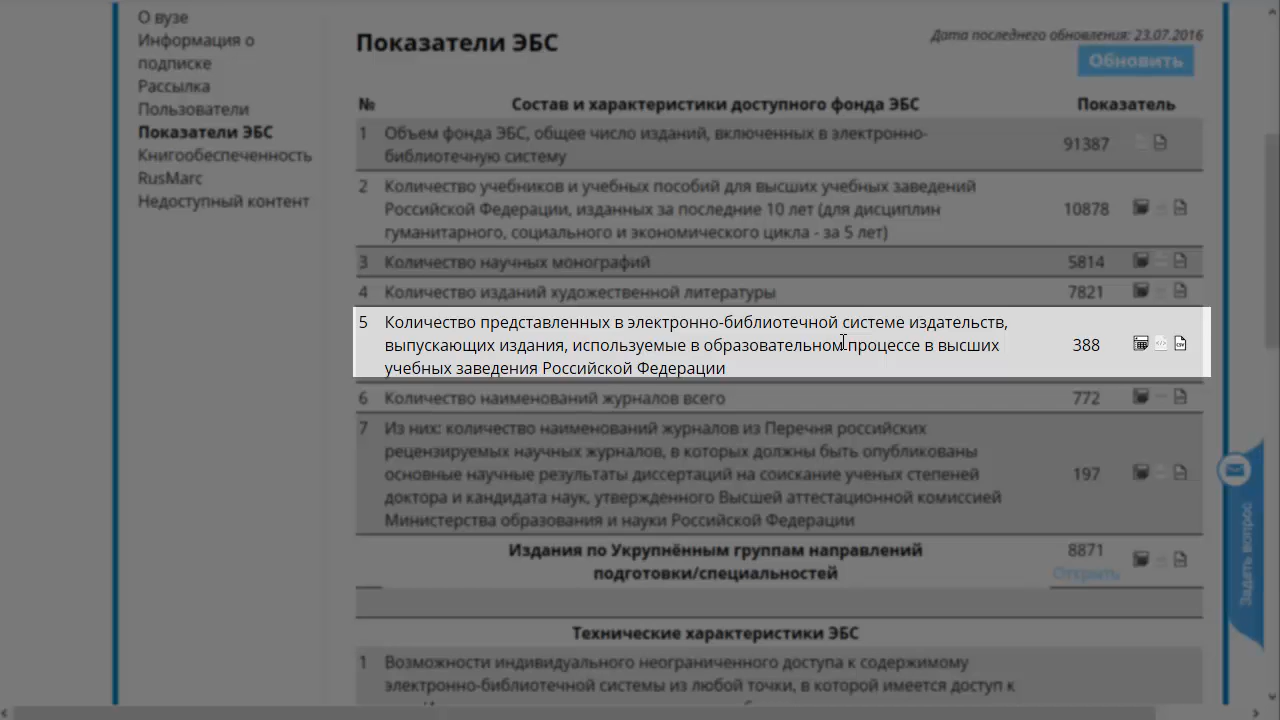 О вузе
Информация о
подписке
Рассылка
Пользователи
Показатели ЭБС
Книгообеспеченность
RusMarc
Недоступный контент
Показатели ЭБС
Дата последнего обновления: 23.07.2016
Обновить
№ Состав и характеристики доступного фонда ЭБС Показатель
1 Объем фонда ЭБС, общее число изданий, включенных в электронно-
библиотечную систему
91387
2 Количество учебников и учебных пособий для высших учебных заведений
Российской Федерации, изданных за последние 10 лет (для дисциплин
гуманитарного, социального и экономического цикла - за 5 лет)
10878
3 Количество научных монографий 5814
4 Количество изданий художественной литературы 7821
5 Количество представленных в электронно-библиотечной системе издательств,
выпускающих издания, используемые в образовательном процессе в высших
учебных заведения Российской Федерации
388
6 Количество наименований журналов всего 772
7 Из них: количество наименований журналов из Перечня российских
рецензируемых научных журналов, в которых должны быть опубликованы
основные научные результаты диссертаций на соискание ученых степеней
доктора и кандидата наук, утвержденного Высшей аттестационной комиссией
Министерства образования и науки Российской Федерации
197
Издания по Укрупнённым группам направлений
подготовки/специальностей
8871
Открыть
Технические характеристики ЭБС
1 Возможности индивидуального неограниченного доступа к содержимому
электронно-библиотечной системы из любой точки, в которой имеется доступ к
Задать вопрос